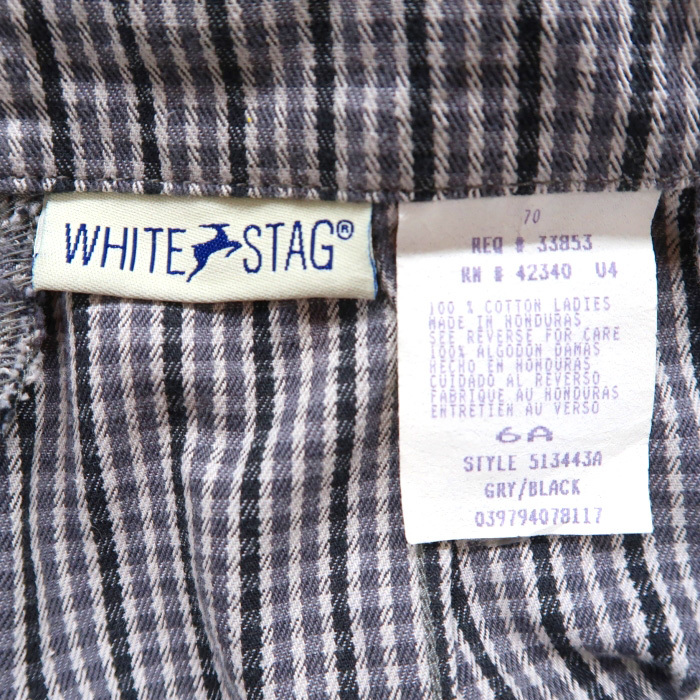 WHITE STAG®
70
REQ # 33853
RN # 42340 U4
100 % COTTON LADIES
MADE IN HONDURAS
SEE REVERSE FOR CARE
100% ALGODON DAMAS
HECHO EN HONDURAS
CUIDADO AL REVERSO
FABRIQUE AU HONDURAS
ENTRETIEN AU VERSO
6A
STYLE 513443A
GRY/BLACK
039794078117